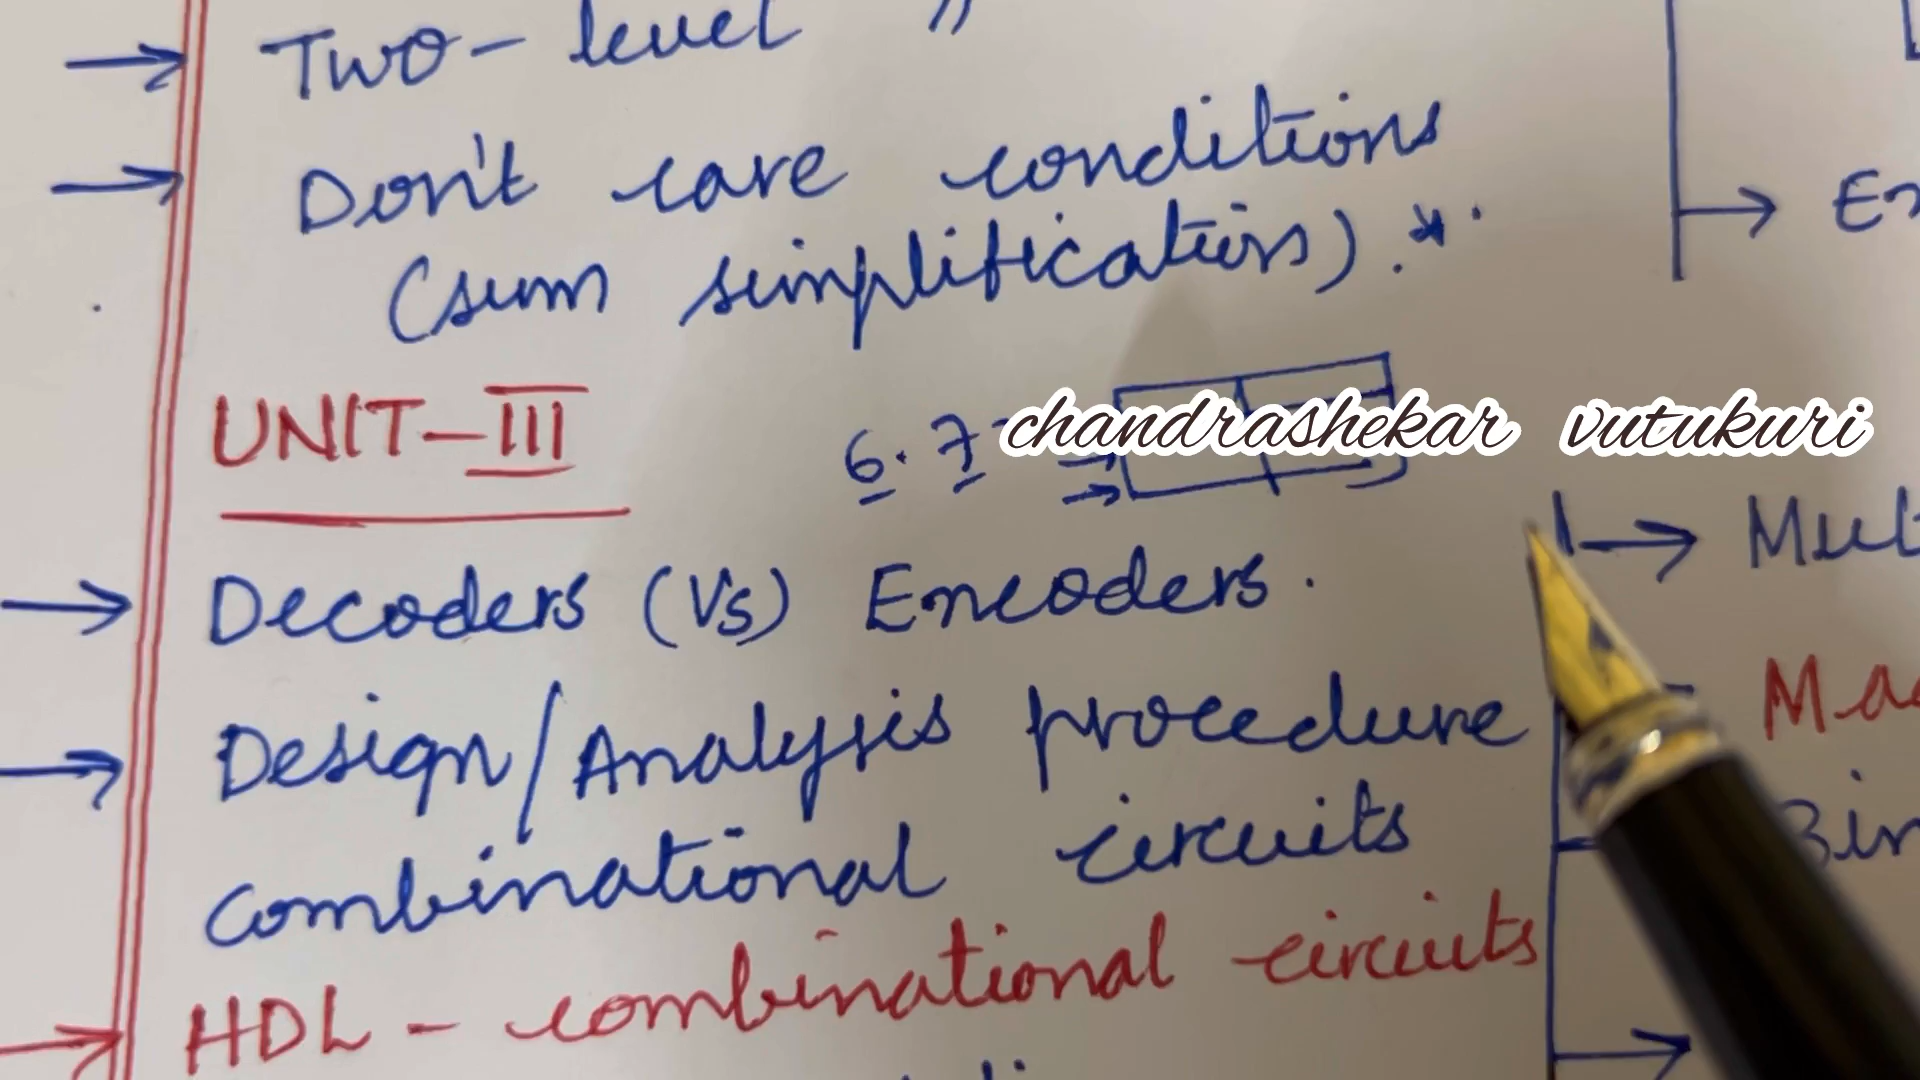 Two-level "
Don't care conditions
(sum simplifications).*
UNIT-III
6. 7
chandrashekar vutukuri
Decoders (Vs) Encoders.
Design/Analysis procedure
combinational circuits
HDL - combinational circuits